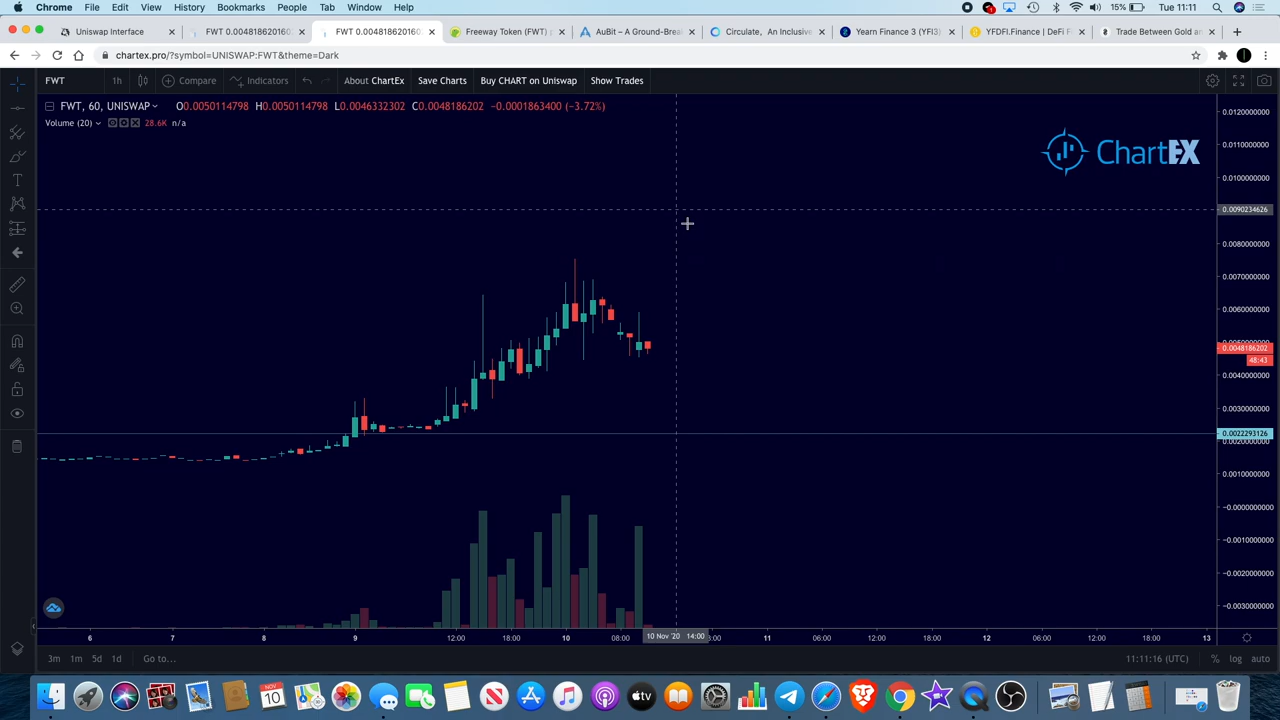 Chrome File Edit View History Bookmarks People Tab Window Help 15% Tue 11:11
Uniswap Interface FWT 0.004818620160 FWT 0.0048186201660 Freeway Token (FWT) AuBit – A Ground-Brea Circulate, An Inclusive Yearn Finance 3 (YFI3) YFDFI.Finance | DeFi F Trade Between Gold ar
chartex.pro/?symbol=UNISWAP:FWT&theme=Dark
FWT 1h Compare Indicators About ChartEx Save Charts Buy CHART on Uniswap Show Trades
FWT, 60, UNISWAP O0.0050114798 H0.0050114798 L0.0046332302 C0.0048186202 −0.0001863400 (−3.72%)
Volume (20) 28.6K n/a
ChartEX
0.0120000000
0.0110000000
0.0100000000
0.0090234626
0.0080000000
0.0070000000
0.0060000000
0.0048186202
48:43
0.0040000000
0.0030000000
0.0022293126
0.0020000000
0.0010000000
−0.0000000000
−0.0010000000
−0.0020000000
−0.0030000000
6 7 8 9 12:00 18:00 10 08:00 10 Nov '20 14:00 11 06:00 12:00 18:00 12 06:00 12:00 18:00 13
3m 1m 5d 1d Go to... 11:11:16 (UTC) % log auto